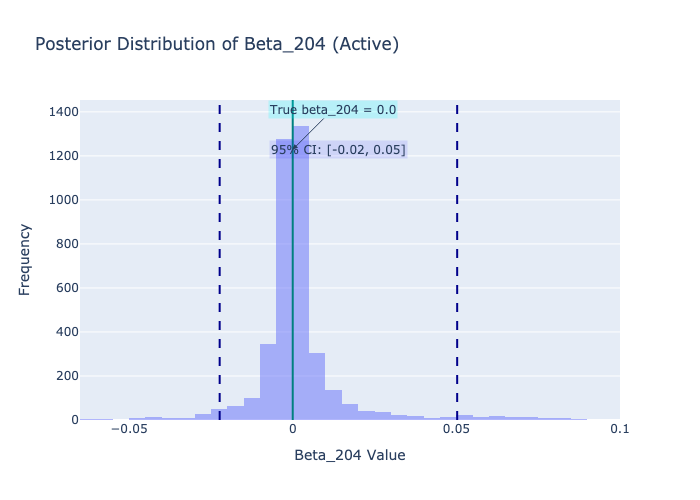 Posterior Distribution of Beta_204 (Active)
True beta_204 = 0.0
95% CI: [-0.02, 0.05]
1400
1200
1000
800
600
400
200
0
Frequency
−0.05
0
0.05
0.1
Beta_204 Value